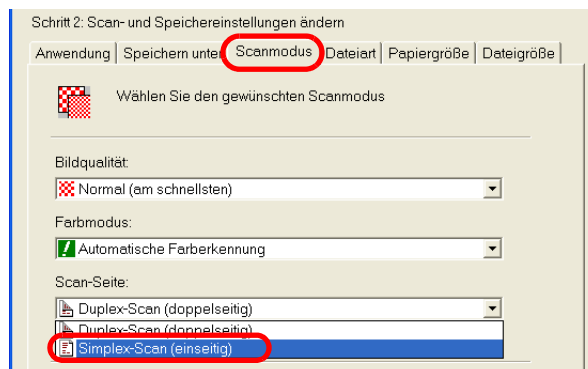 Schritt 2: Scan- und Speichereinstellungen ändern
Anwendung Speichern unter Scanmodus Dateiart Papiergröße Dateigröße
Wählen Sie den gewünschten Scanmodus
Bildqualität:
Normal (am schnellsten)
Farbmodus:
Automatische Farberkennung
Scan-Seite:
Duplex-Scan (doppelseitig)
Duplex-Scan (doppelseitig)
Simplex-Scan (einseitig)